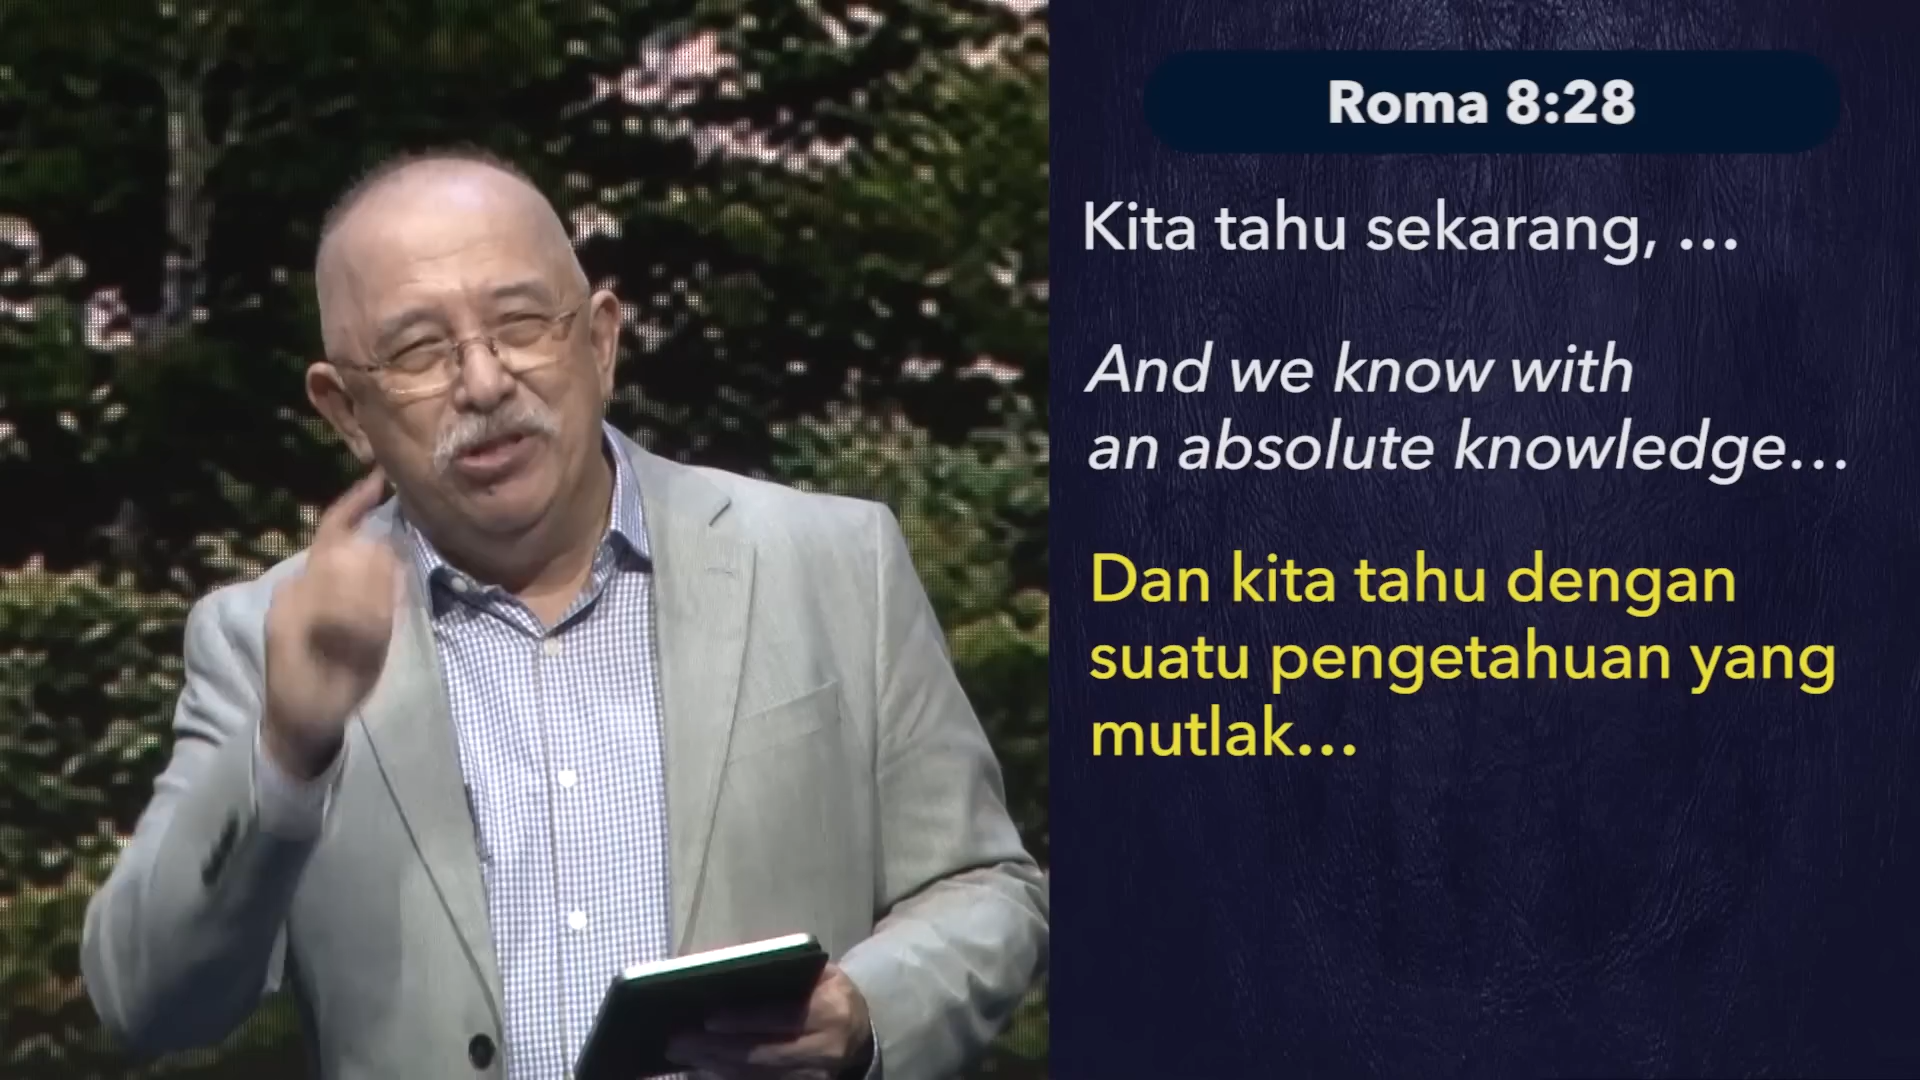 Roma 8:28
Kita tahu sekarang, ...
And we know with
an absolute knowledge...
Dan kita tahu dengan
suatu pengetahuan yang
mutlak...